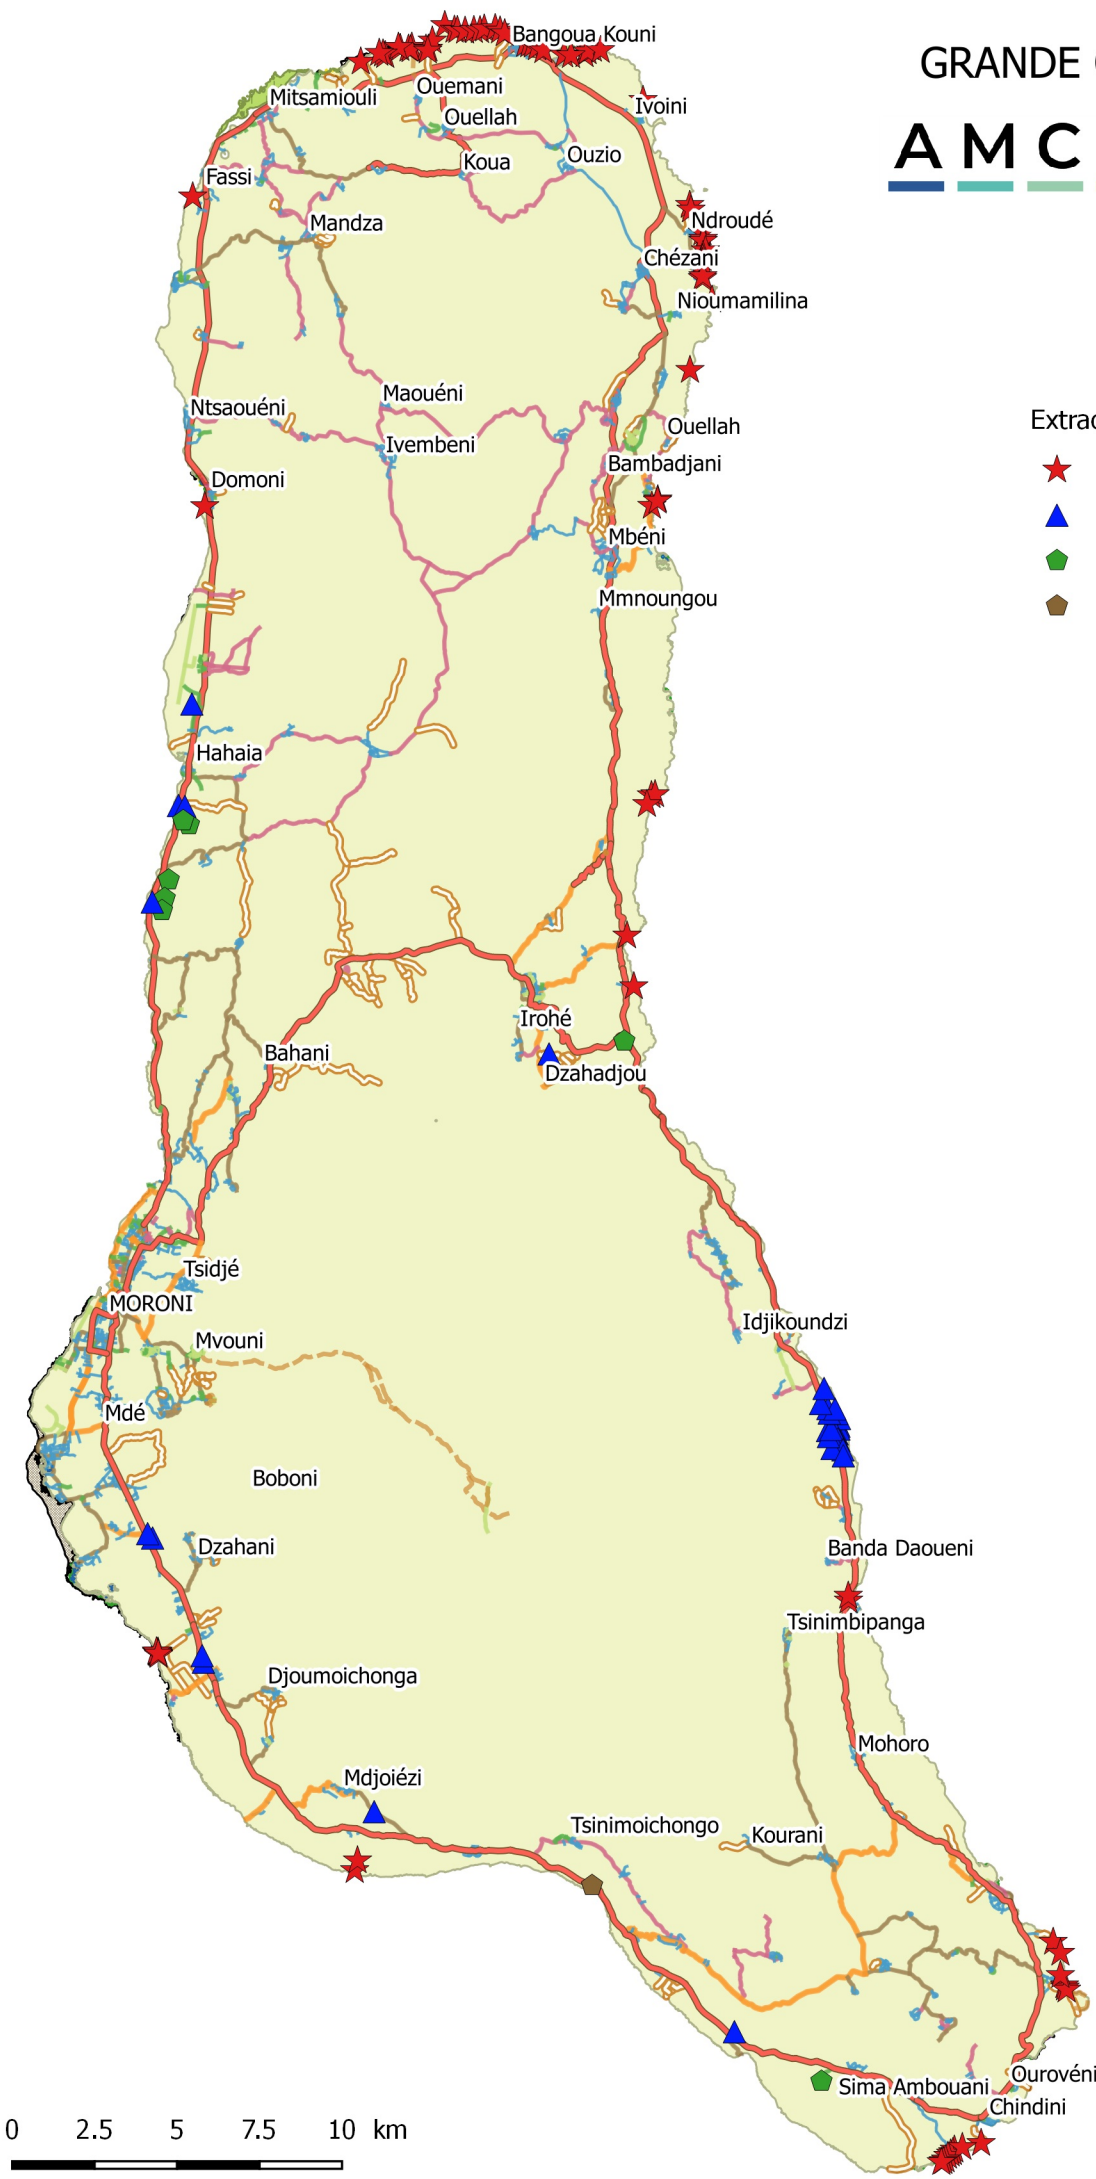 GRANDE
Bangoua Kouni
Ouemani
Mitsamiouli
Ivoini
Ouellah
A M C
Koua
Ouzio
Fassi
Ndroudé
Mandza
Chézani
Nioumamilina
Maouéni
Ntsaouéni
Extrac
Ouellah
Ivembeni
Bambadjani
Domoni
Mbéni
Mmnoungou
Hahaia
Irohé
Bahani
Dzahadjou
Tsidjé
MORONI
Idjikoundzi
Mvouni
Mdé
Boboni
Dzahani
Banda Daoueni
Tsinimbipanga
Djoumoichonga
Mohoro
Mdjoiézi
Tsinimoichongo
Kourani
Ourovéni
Sima Ambouani
Chindini
0 2.5 5 7.5 10 km